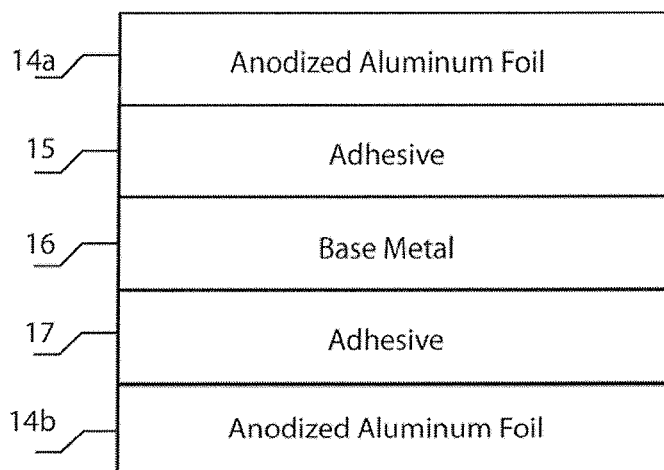 14a Anodized Aluminum Foil
15 Adhesive
16 Base Metal
17 Adhesive
14b Anodized Aluminum Foil